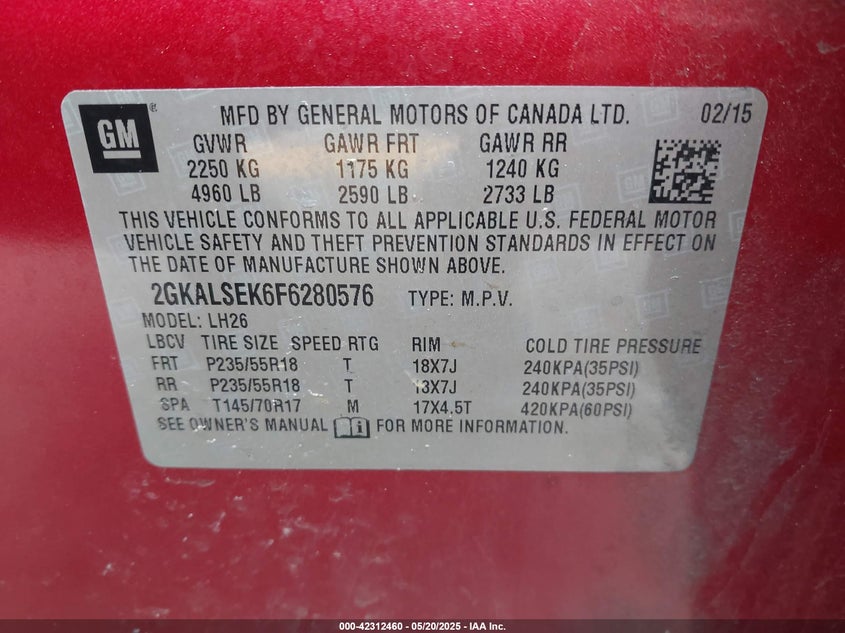 GM ® MFD BY GENERAL MOTORS OF CANADA LTD. 02/15
GVWR GAWR FRT GAWR RR
2250 KG 1175 KG 1240 KG
4960 LB 2590 LB 2733 LB
THIS VEHICLE CONFORMS TO ALL APPLICABLE U.S. FEDERAL MOTOR
VEHICLE SAFETY AND THEFT PREVENTION STANDARDS IN EFFECT ON
THE DATE OF MANUFACTURE SHOWN ABOVE.
2GKALSEK6F6280576 TYPE: M.P.V.
MODEL: LH26
LBCV TIRE SIZE SPEED RTG RIM COLD TIRE PRESSURE
FRT P235/55R18 T 18X7J 240KPA(35PSI)
RR P235/55R18 T 18X7J 240KPA(35PSI)
SPA T145/70R17 M 17X4.5T 420KPA(60PSI)
SEE OWNER'S MANUAL FOR MORE INFORMATION.
000-42312460 - 05/20/2025 - IAA Inc.